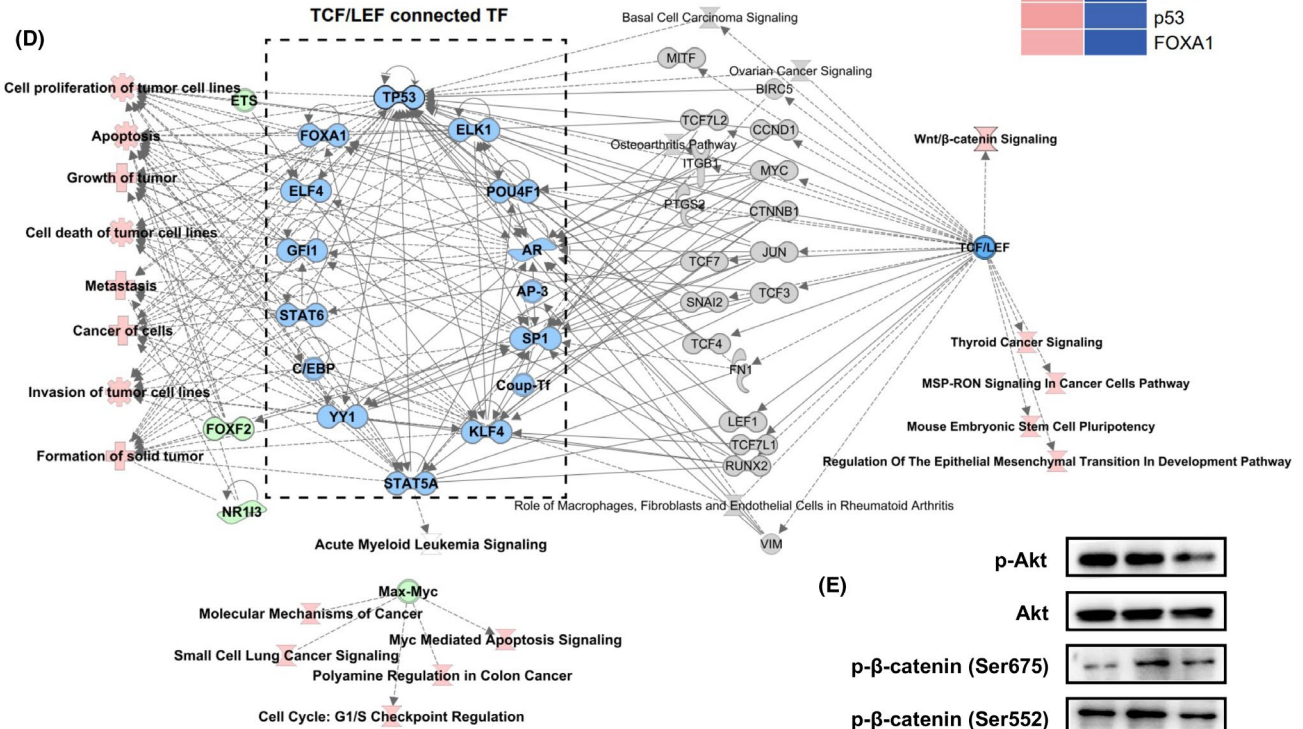 TCF/LEF connected TF
(D)
p53
FOXA1
Basal Cell Carcinoma Signaling
MITF
Ovarian Cancer Signaling
BIRC5
Cell proliferation of tumor cell lines
ETS
TP53
FOXA1
ELK1
TCF7L2
CCND1
Apoptosis
Osteoarthritis Pathway
ITGB1
Wnt/β-catenin Signaling
MYC
Growth of tumor
ELF4
POU4F1
PTGS2
CTNNB1
Cell death of tumor cell lines
GFI1
AR
JUN
TCF/LEF
TCF7
Metastasis
AP-3
SNAI2
TCF3
STAT6
Cancer of cells
SP1
TCF4
Thyroid Cancer Signaling
C/EBP
FN1
Coup-Tf
MSP-RON Signaling In Cancer Cells Pathway
Invasion of tumor cell lines
YY1
LEF1
FOXF2
KLF4
Mouse Embryonic Stem Cell Pluripotency
TCF7L1
Formation of solid tumor
RUNX2
Regulation Of The Epithelial Mesenchymal Transition In Development Pathway
STAT5A
NR1I3
Role of Macrophages, Fibroblasts and Endothelial Cells in Rheumatoid Arthritis
Acute Myeloid Leukemia Signaling
VIM
Max-Myc
Molecular Mechanisms of Cancer
Myc Mediated Apoptosis Signaling
Small Cell Lung Cancer Signaling
Polyamine Regulation in Colon Cancer
Cell Cycle: G1/S Checkpoint Regulation
(E)
p-Akt
Akt
p-β-catenin (Ser675)
p-β-catenin (Ser552)